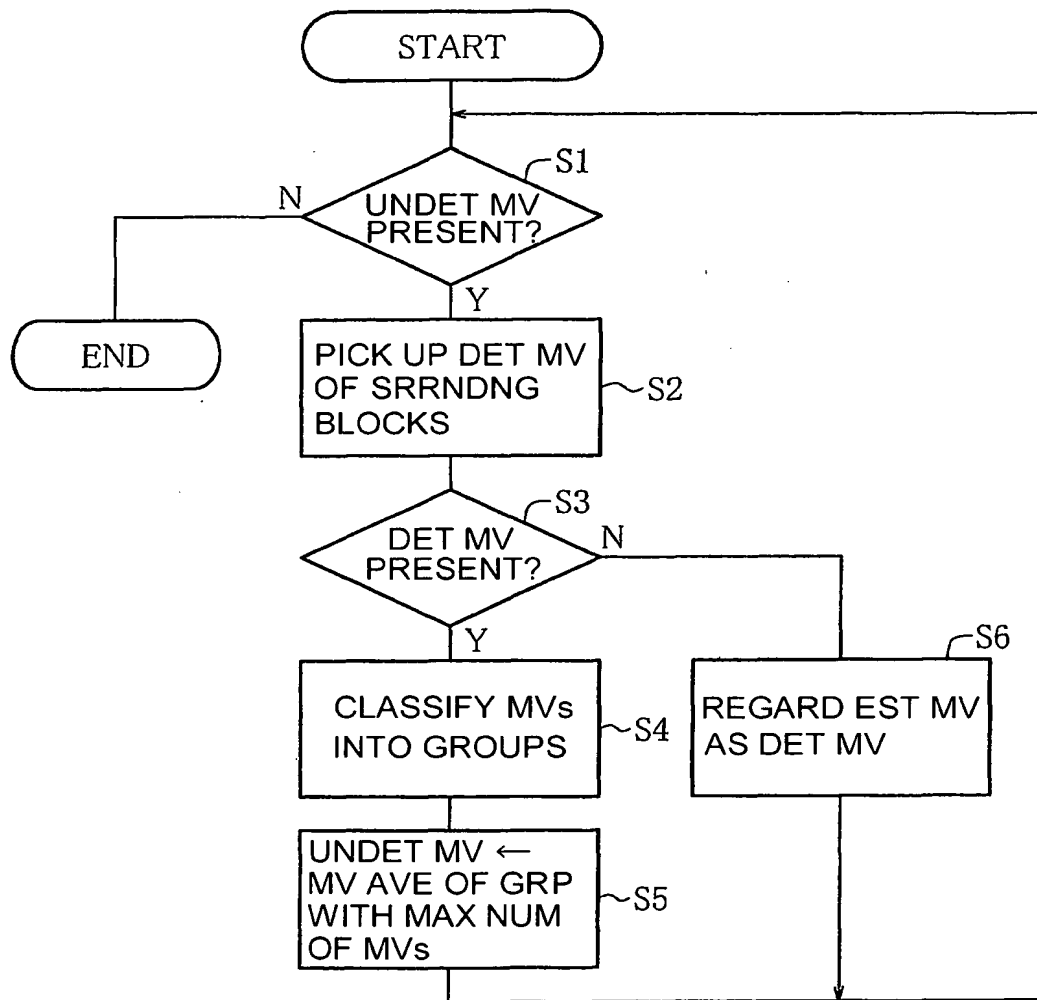 START
S1
N
UNDET MV
PRESENT?
Y
END
PICK UP DET MV
OF SRRNDNG
BLOCKS
S2
S3
DET MV
PRESENT?
N
Y
S6
CLASSIFY MVs
INTO GROUPS
S4
REGARD EST MV
AS DET MV
UNDET MV ←
MV AVE OF GRP
WITH MAX NUM
OF MVs
S5